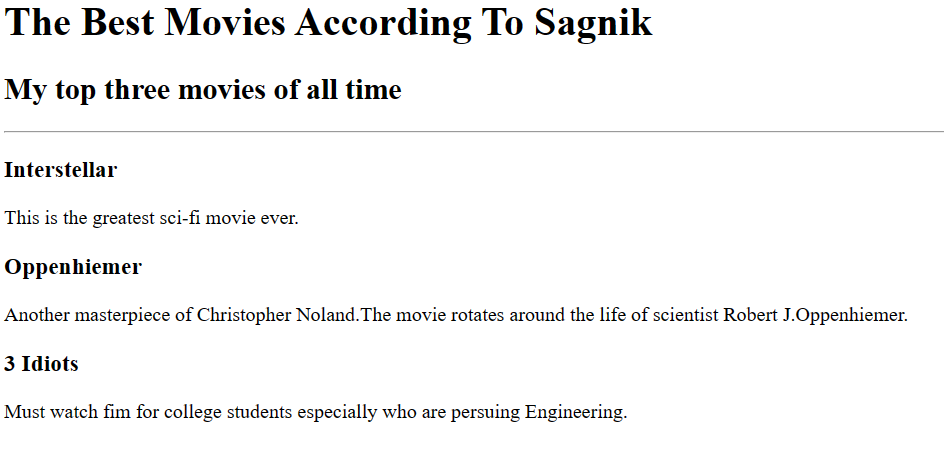 The Best Movies According To Sagnik
My top three movies of all time
Interstellar
This is the greatest sci-fi movie ever.
Oppenhiemer
Another masterpiece of Christopher Noland.The movie rotates around the life of scientist Robert J.Oppenhiemer.
3 Idiots
Must watch fim for college students especially who are persuing Engineering.